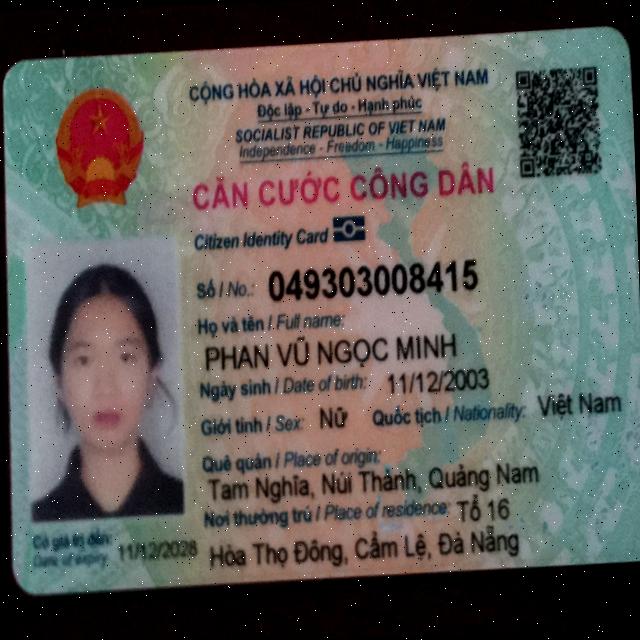 CỘNG HÒA XÃ HỘI CHỦ NGHĨA VIỆT NAM
Độc lập - Tự do - Hạnh phúc
SOCIALIST REPUBLIC OF VIET NAM
Independence - Freedom - Happiness
CĂN CƯỚC CÔNG DÂN
Citizen Identity Card
Số / No.: 049303008415
Họ và tên / Full name:
PHAN VŨ NGỌC MINH
Ngày sinh / Date of birth: 11/12/2003
Giới tính / Sex: Nữ Quốc tịch / Nationality: Việt Nam
Quê quán / Place of origin:
Tam Nghĩa, Núi Thành, Quảng Nam
Nơi thường trú / Place of residence: Tổ 16
Hòa Thọ Đông, Cẩm Lệ, Đà Nẵng
Có giá trị đến: 11/12/2028
Date of expiry